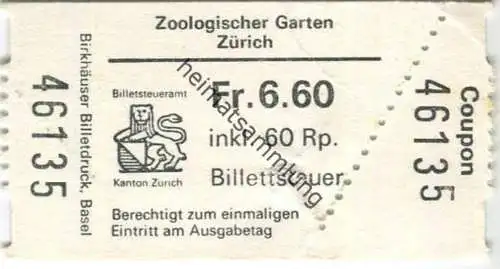 Zoologischer Garten
Zürich
Birkhäuser Billetdruck, Basel
46135
Billetsteueramt
Kanton Zürich
Fr. 6.60
inkl. 60 Rp.
Billettsteuer
Berechtigt zum einmaligen
Eintritt am Ausgabetag
46135
Coupon
heimatsammlung.de